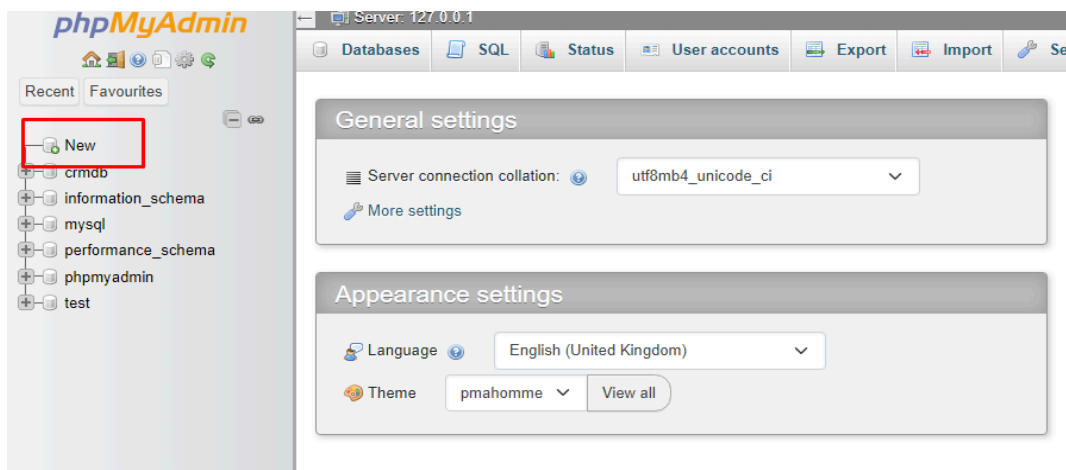 phpMyAdmin
Recent Favourites
New
crmdb
information_schema
mysql
performance_schema
phpmyadmin
test
Server: 127.0.0.1
Databases SQL Status User accounts Export Import Se
General settings
Server connection collation: utf8mb4_unicode_ci
More settings
Appearance settings
Language English (United Kingdom)
Theme pmahomme View all